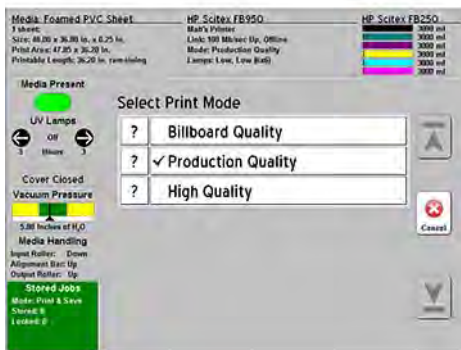 Media: Foamed PVC Sheet
1 sheet:
Size: 48.00 x 36.00 in. x 0.25 in.
Print Area: 47.85 x 36.20 in.
Printable Length: 36.20 in. remaining
HP Scitex FB950
Matt's Printer
Link: 100 Mb/sec Up, Offline
Mode: Production Quality
Lamps: Low, Low
HP Scitex FB250
3000 ml
3000 ml
3000 ml
3000 ml
3000 ml
3000 ml
Media Present
UV Lamps
Off
3 Hours 3
Cover Closed
Vacuum Pressure
5.00 Inches of H2O
Media Handling
Input Roller: Down
Alignment Bar: Up
Output Roller: Up
Stored Jobs
Mode: Print & Save
Stored: 8
Locked: 0
Select Print Mode
? Billboard Quality
? ✓ Production Quality
? High Quality
Cancel